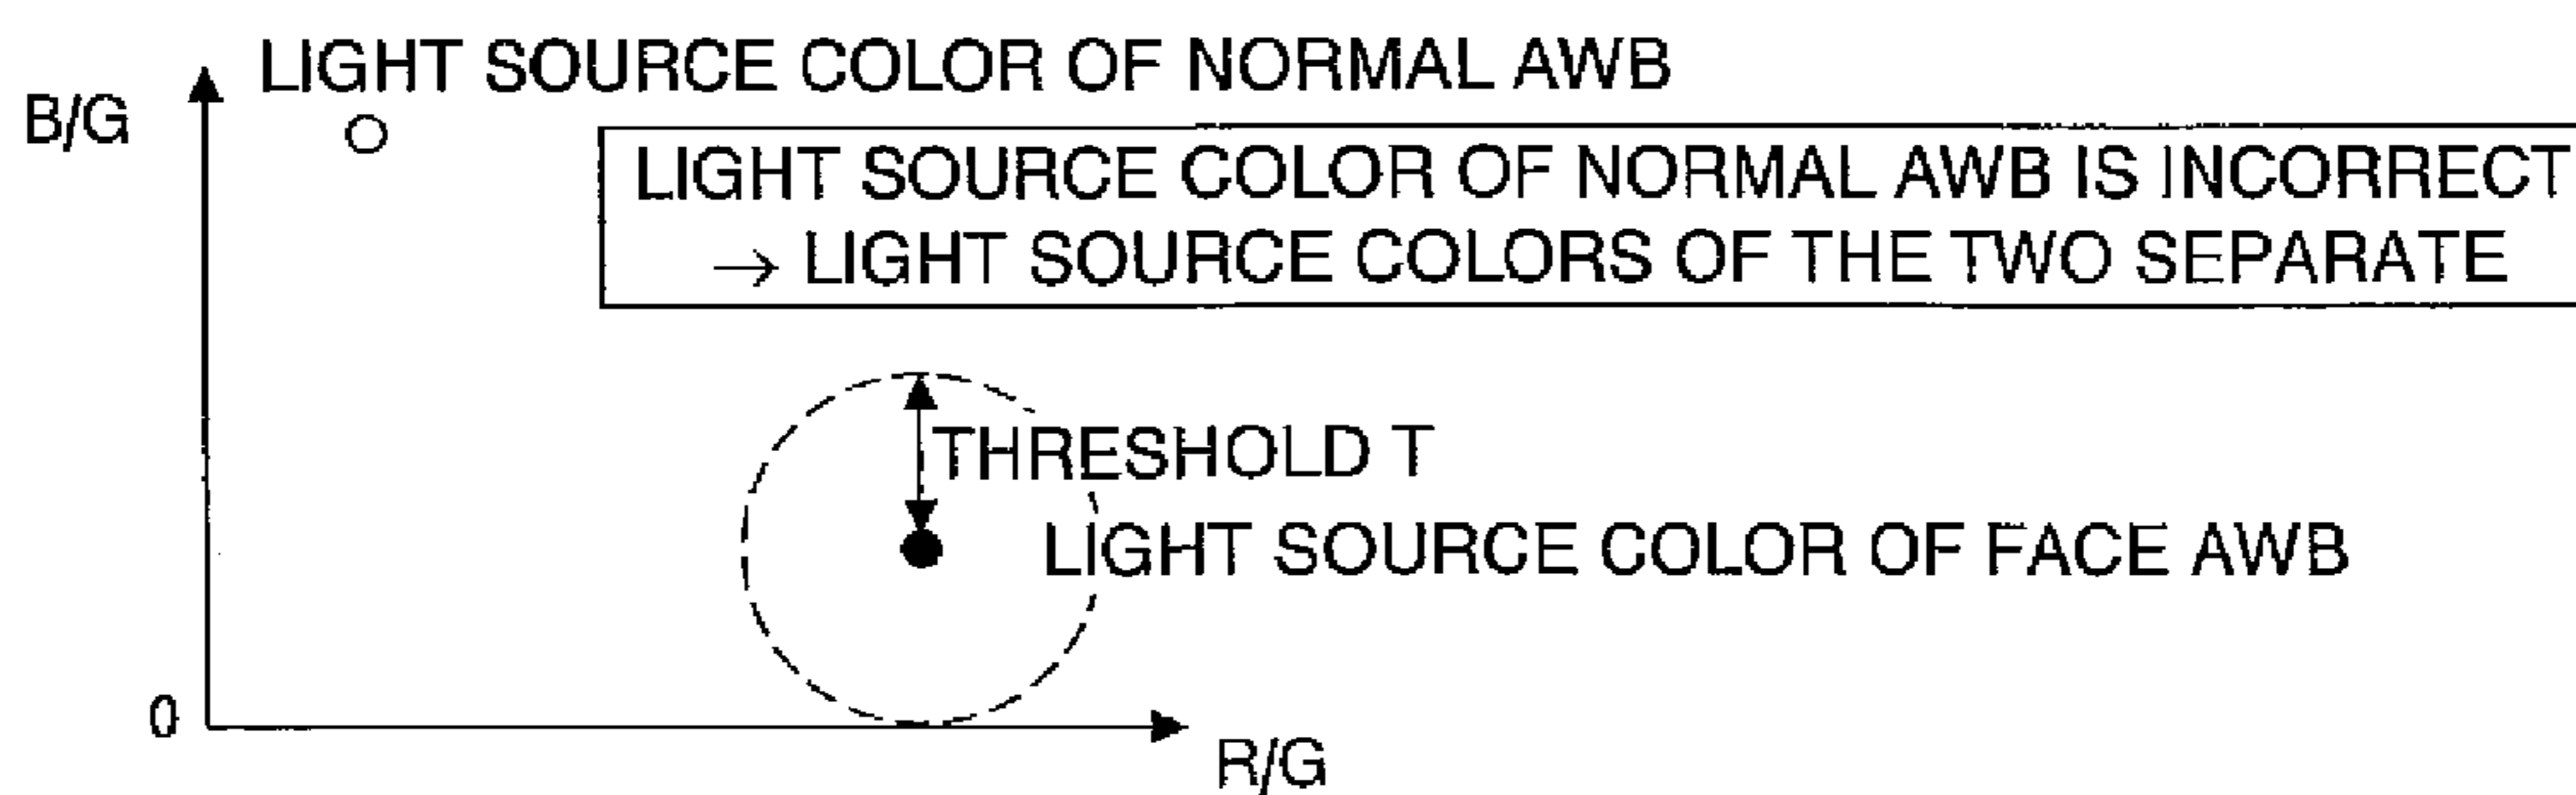 LIGHT SOURCE COLOR OF NORMAL AWB
B/G
LIGHT SOURCE COLOR OF NORMAL AWB IS INCORRECT
→ LIGHT SOURCE COLORS OF THE TWO SEPARATE
THRESHOLD T
LIGHT SOURCE COLOR OF FACE AWB
0
R/G